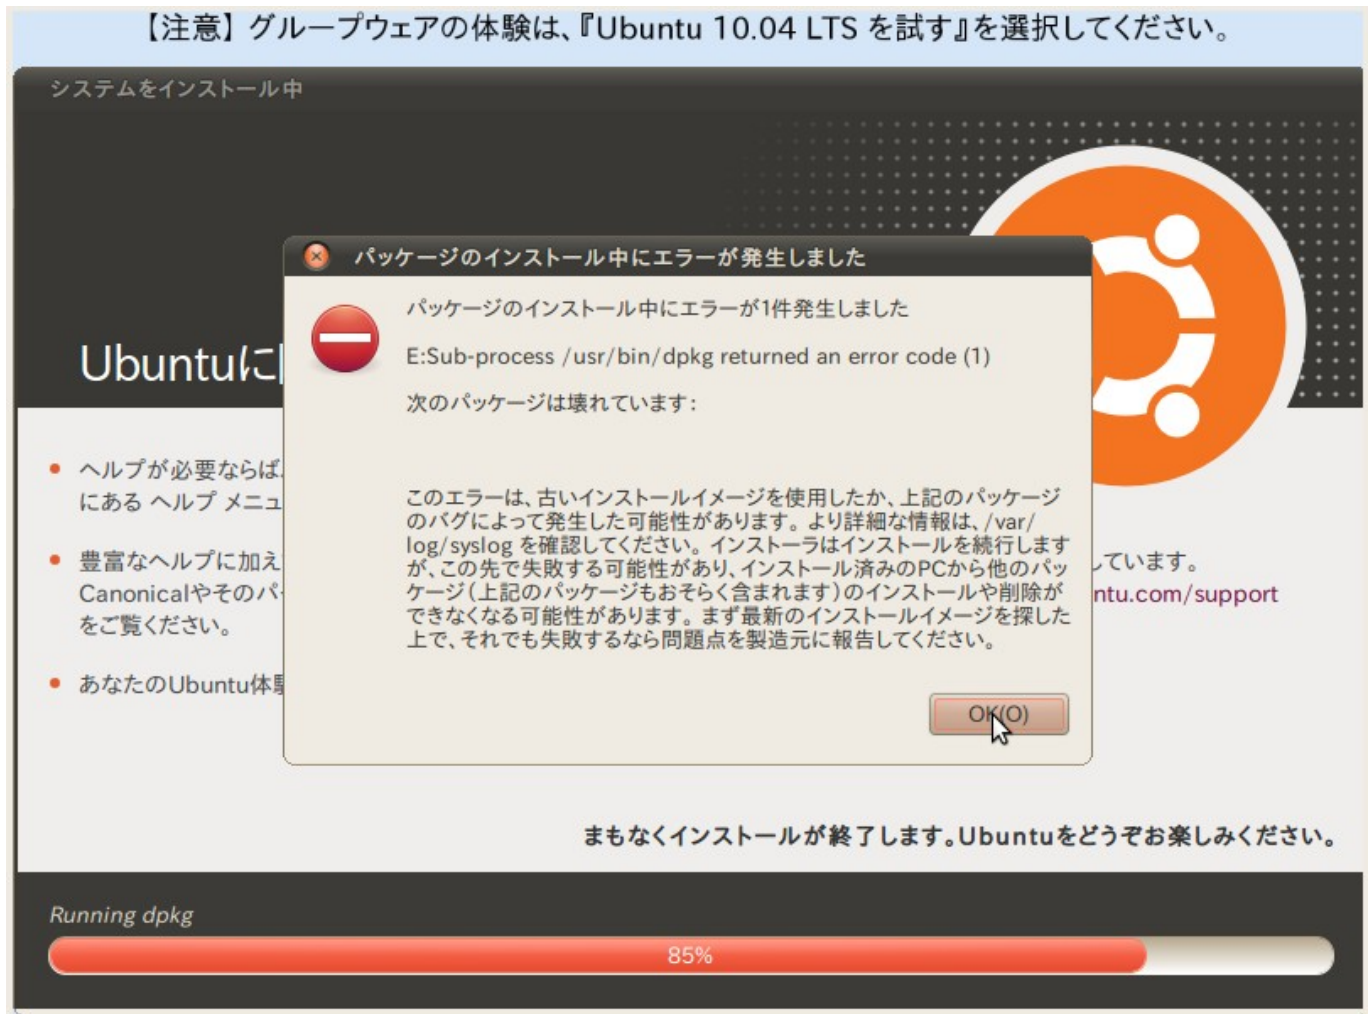 【注意】グループウェアの体験は、『Ubuntu 10.04 LTS を試す』を選択してください。
システムをインストール中
パッケージのインストール中にエラーが発生しました
パッケージのインストール中にエラーが1件発生しました
E:Sub-process /usr/bin/dpkg returned an error code (1)
次のパッケージは壊れています:
このエラーは、古いインストールイメージを使用したか、上記のパッケージ
のバグによって発生した可能性があります。より詳細な情報は、/var/
log/syslog を確認してください。インストーラはインストールを続行します
が、この先で失敗する可能性があり、インストール済みのPCから他のパッ
ケージ(上記のパッケージもおそらく含まれます)のインストールや削除が
できなくなる可能性があります。まず最新のインストールイメージを探した
上で、それでも失敗するなら問題点を製造元に報告してください。
OK(O)
Ubuntuに
ヘルプが必要ならば
にある ヘルプ メニュ
豊富なヘルプに加え
しています。
Canonicalやそのパ
ntu.com/support
をご覧ください。
あなたのUbuntu体
まもなくインストールが終了します。Ubuntuをどうぞお楽しみください。
Running dpkg
85%